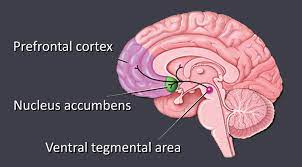 Prefrontal cortex
Nucleus accumbens
Ventral tegmental area